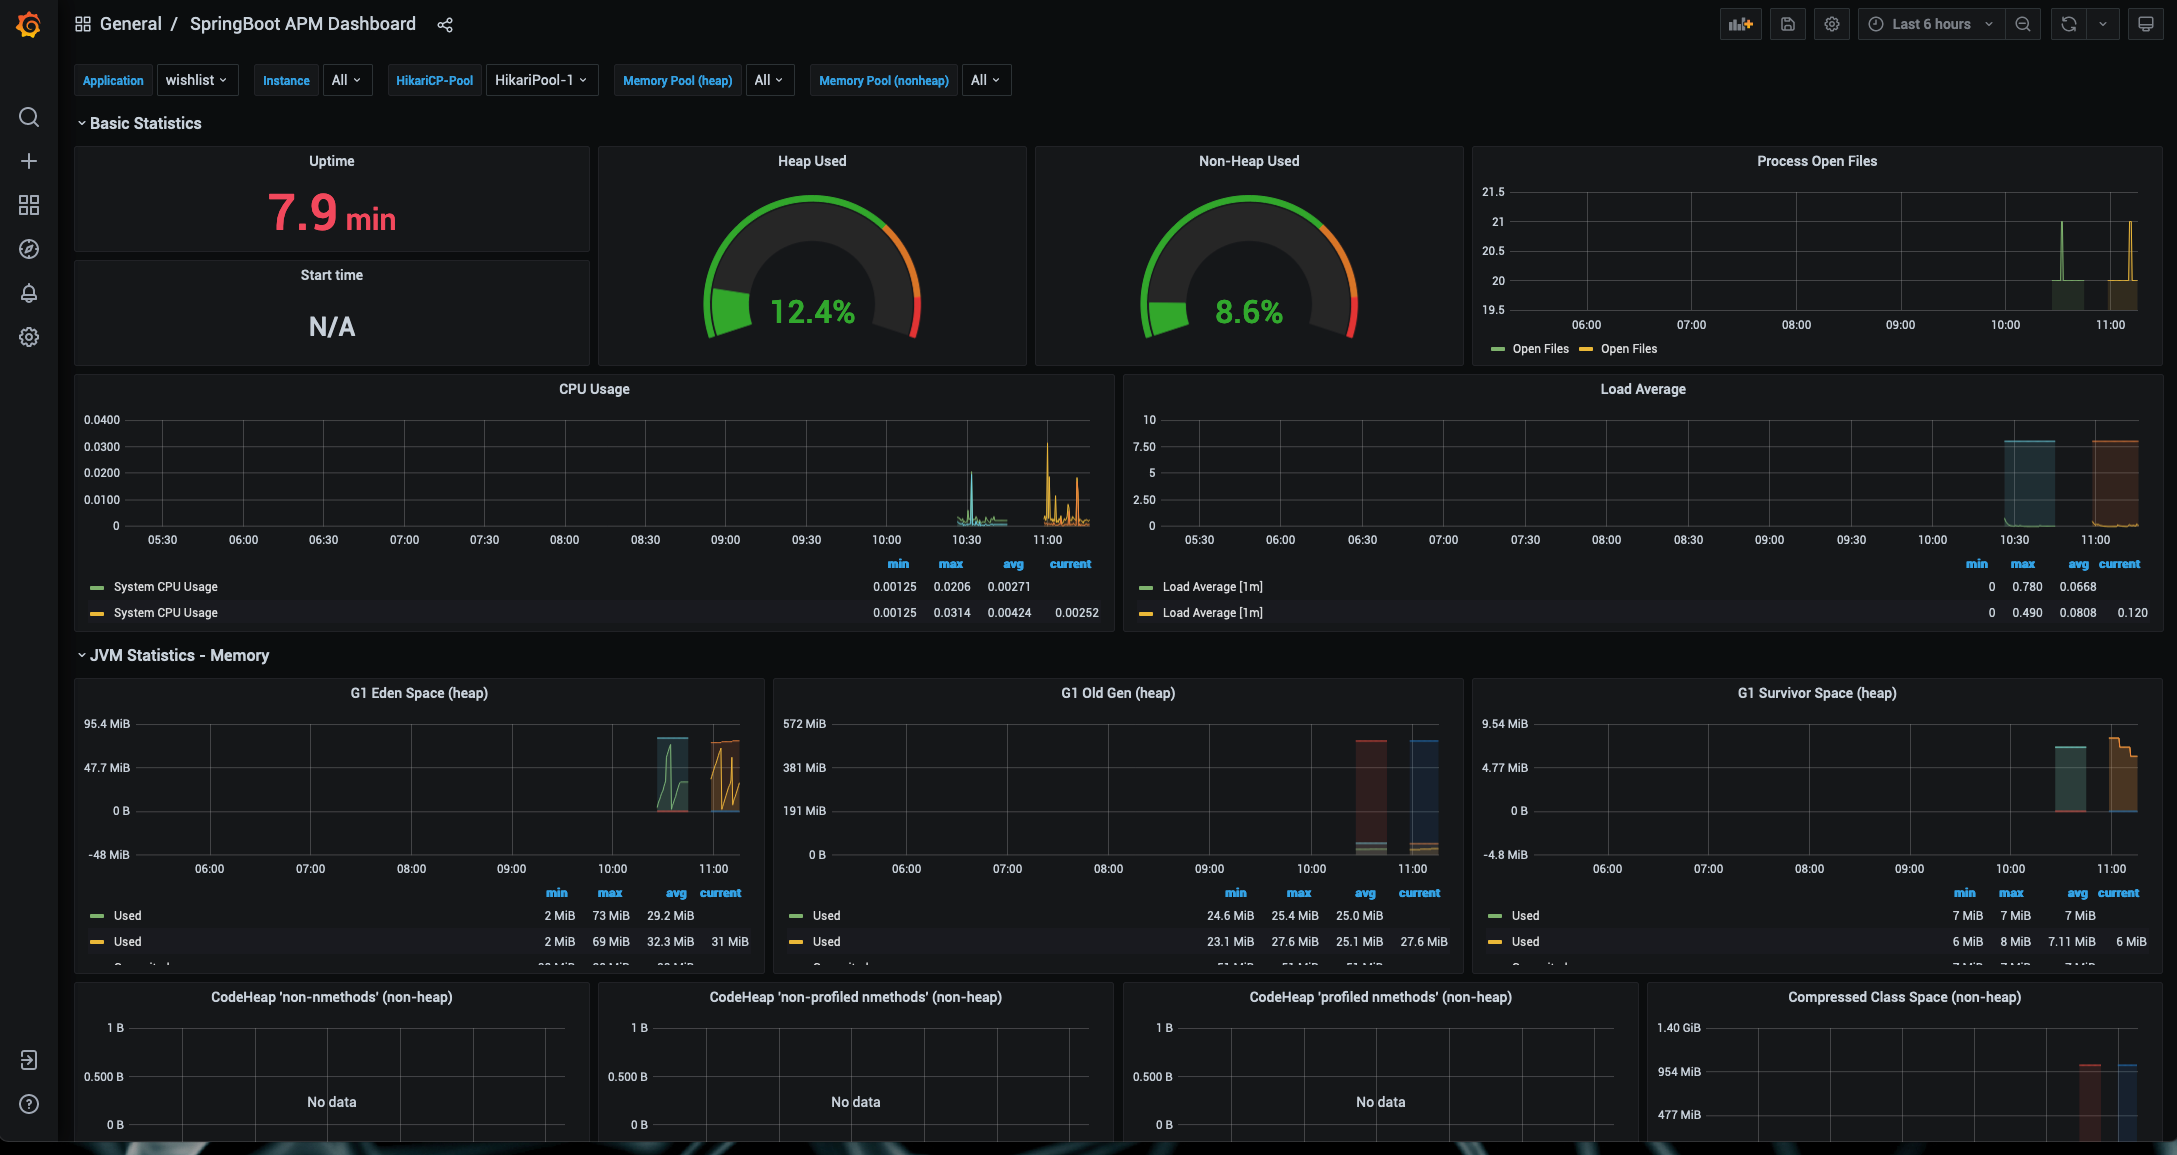 General / SpringBoot APM Dashboard
Last 6 hours
Application wishlist Instance All HikariCP-Pool HikariPool-1 Memory Pool (heap) All Memory Pool (nonheap) All
Basic Statistics
Uptime
7.9 min
Start time
N/A
Heap Used
12.4%
Non-Heap Used
8.6%
Process Open Files
21.5
21
20.5
20
19.5
06:00 07:00 08:00 09:00 10:00 11:00
Open Files Open Files
CPU Usage
0.0400
0.0300
0.0200
0.0100
0
05:30 06:00 06:30 07:00 07:30 08:00 08:30 09:00 09:30 10:00 10:30 11:00
min max avg current
System CPU Usage 0.00125 0.0206 0.00271
System CPU Usage 0.00125 0.0314 0.00424 0.00252
Load Average
10
7.50
5
2.50
0
05:30 06:00 06:30 07:00 07:30 08:00 08:30 09:00 09:30 10:00 10:30 11:00
min max avg current
Load Average [1m] 0 0.780 0.0668
Load Average [1m] 0 0.490 0.0808 0.120
JVM Statistics - Memory
G1 Eden Space (heap)
95.4 MiB
47.7 MiB
0 B
-48 MiB
06:00 07:00 08:00 09:00 10:00 11:00
min max avg current
Used 2 MiB 73 MiB 29.2 MiB
Used 2 MiB 69 MiB 32.3 MiB 31 MiB
G1 Old Gen (heap)
572 MiB
381 MiB
191 MiB
0 B
06:00 07:00 08:00 09:00 10:00 11:00
min max avg current
Used 24.6 MiB 25.4 MiB 25.0 MiB
Used 23.1 MiB 27.6 MiB 25.1 MiB 27.6 MiB
G1 Survivor Space (heap)
9.54 MiB
4.77 MiB
0 B
-4.8 MiB
06:00 07:00 08:00 09:00 10:00 11:00
min max avg current
Used 7 MiB 7 MiB 7 MiB
Used 6 MiB 8 MiB 7.11 MiB 6 MiB
CodeHeap 'non-nmethods' (non-heap)
1 B
0.500 B
No data
0 B
CodeHeap 'non-profiled nmethods' (non-heap)
1 B
0.500 B
No data
0 B
CodeHeap 'profiled nmethods' (non-heap)
1 B
0.500 B
No data
0 B
Compressed Class Space (non-heap)
1.40 GiB
954 MiB
477 MiB